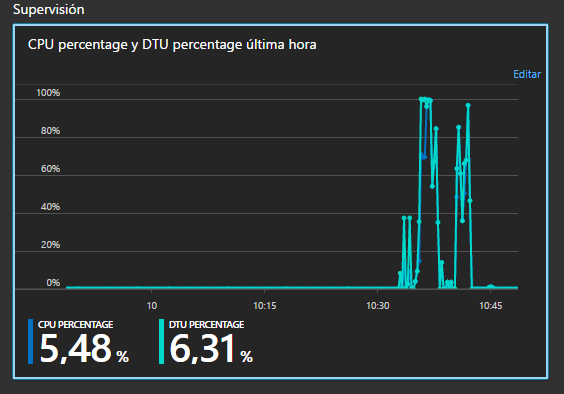 Supervisión
CPU percentage y DTU percentage última hora
Editar
100%
80%
60%
40%
20%
0%
10
10:15
10:30
10:45
CPU PERCENTAGE
5,48 %
DTU PERCENTAGE
6,31 %